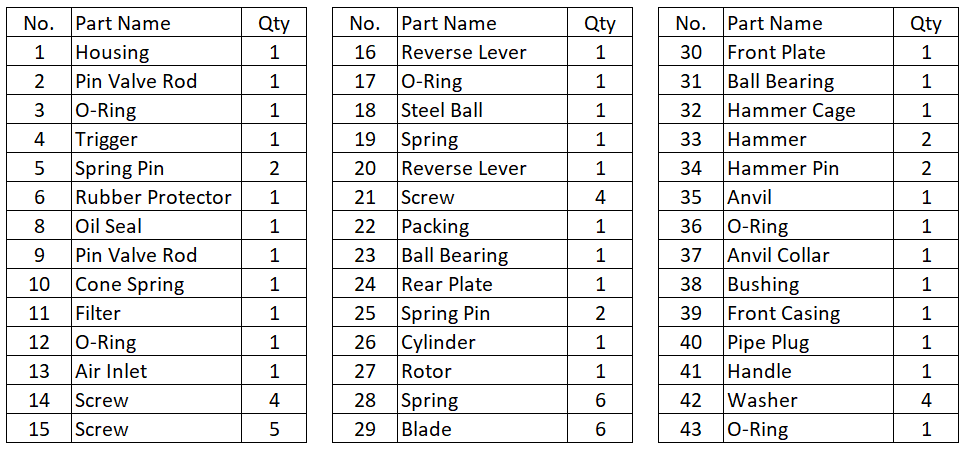 No. Part Name Qty
1 Housing 1
2 Pin Valve Rod 1
3 O-Ring 1
4 Trigger 1
5 Spring Pin 2
6 Rubber Protector 1
8 Oil Seal 1
9 Pin Valve Rod 1
10 Cone Spring 1
11 Filter 1
12 O-Ring 1
13 Air Inlet 1
14 Screw 4
15 Screw 5
No. Part Name Qty
16 Reverse Lever 1
17 O-Ring 1
18 Steel Ball 1
19 Spring 1
20 Reverse Lever 1
21 Screw 4
22 Packing 1
23 Ball Bearing 1
24 Rear Plate 1
25 Spring Pin 2
26 Cylinder 1
27 Rotor 1
28 Spring 6
29 Blade 6
No. Part Name Qty
30 Front Plate 1
31 Ball Bearing 1
32 Hammer Cage 1
33 Hammer 2
34 Hammer Pin 2
35 Anvil 1
36 O-Ring 1
37 Anvil Collar 1
38 Bushing 1
39 Front Casing 1
40 Pipe Plug 1
41 Handle 1
42 Washer 4
43 O-Ring 1